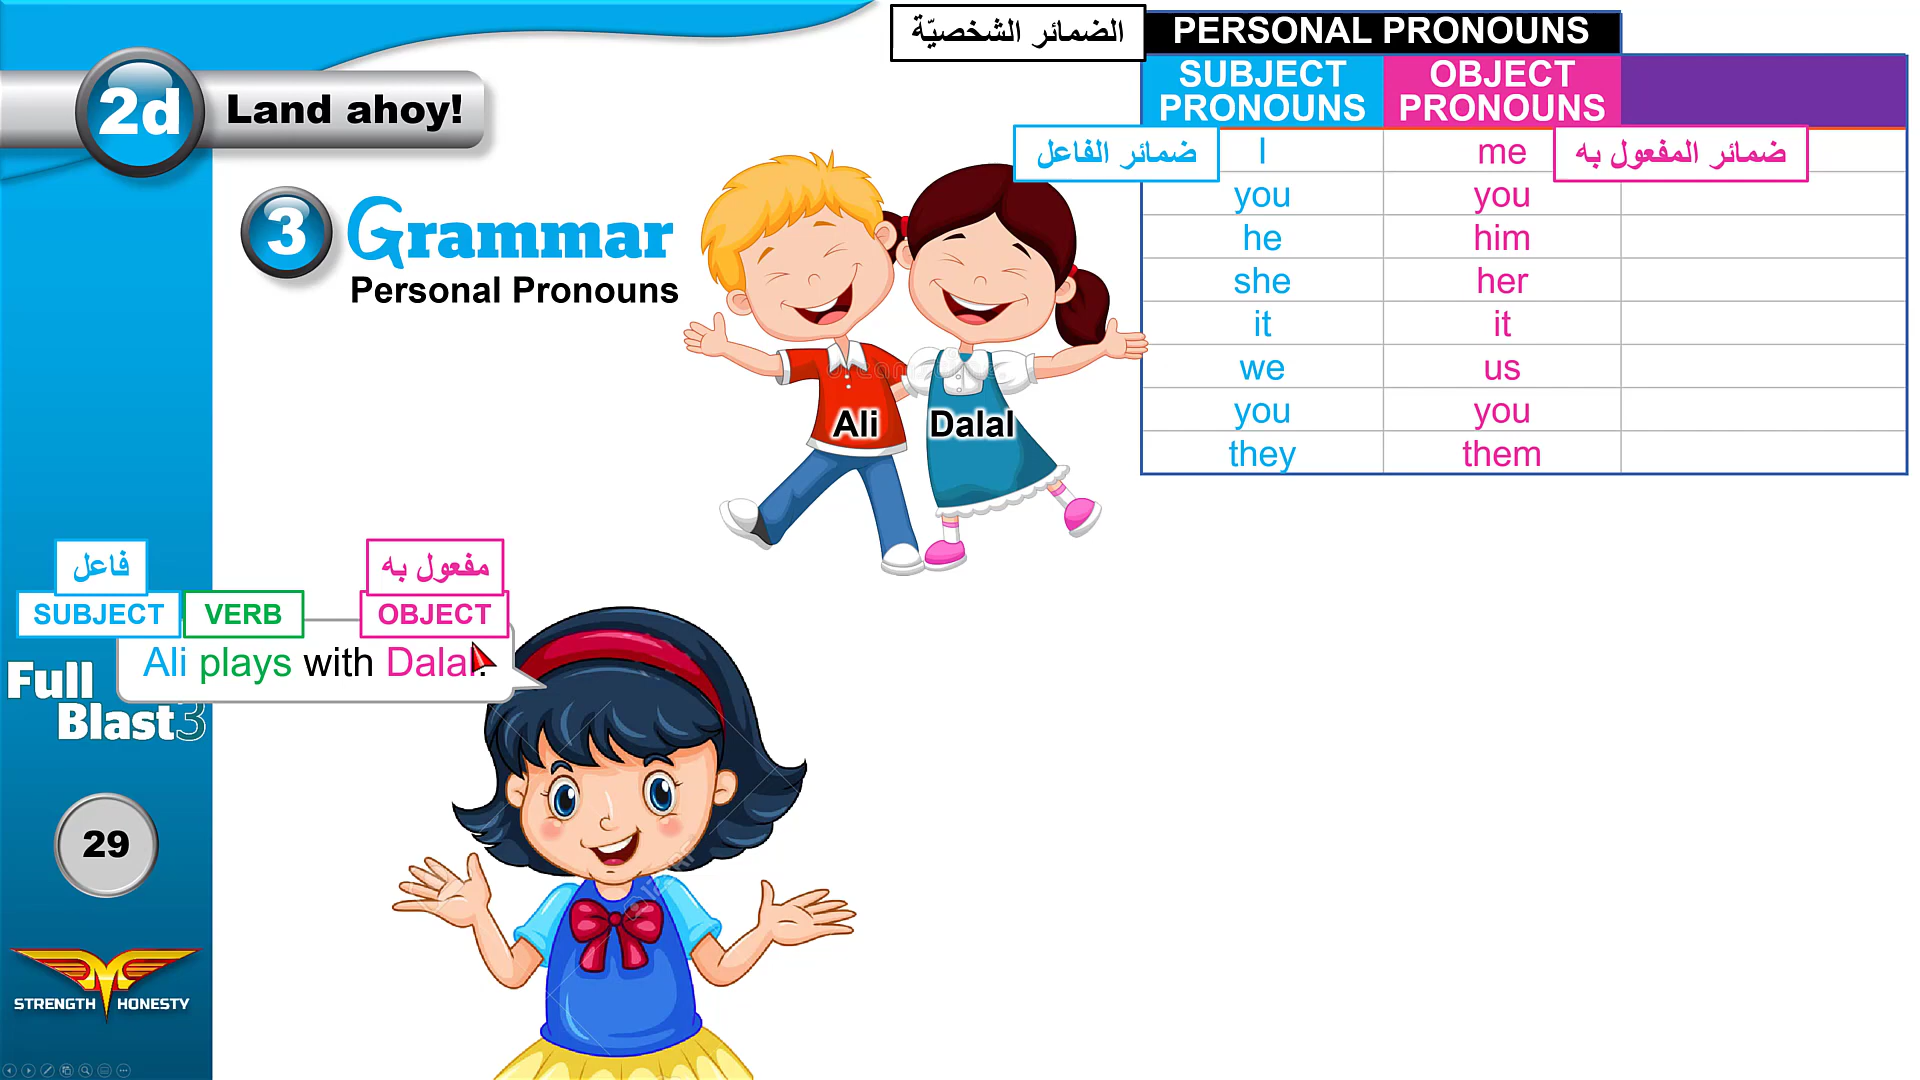 2d Land ahoy!
3 Grammar
Personal Pronouns
الضمائر الشخصيّة
PERSONAL PRONOUNS
SUBJECT PRONOUNS
OBJECT PRONOUNS
ضمائر الفاعل
ضمائر المفعول به
I me
you you
he him
she her
it it
we us
you you
they them
Ali
Dalal
فاعل
مفعول به
SUBJECT VERB OBJECT
Ali plays with Dalal.
Full
Blast3
29
STRENGTH HONESTY